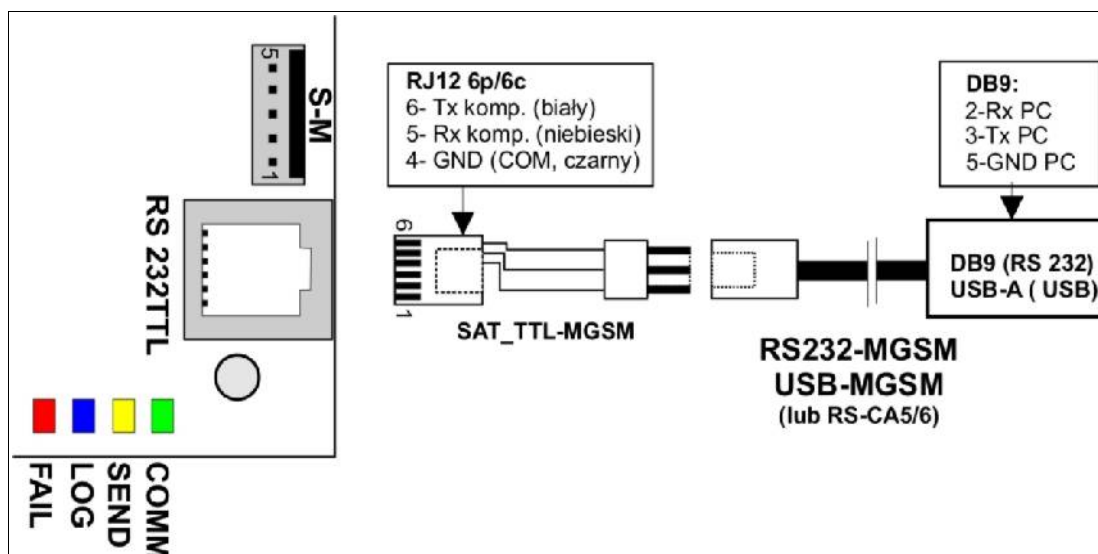 5
1
S-M
RS 232TTL
FAIL
LOG
SEND
COMM
RJ12 6p/6c
6- Tx komp. (biały)
5- Rx komp. (niebieski)
4- GND (COM, czarny)
6
1
SAT_TTL-MGSM
DB9:
2-Rx PC
3-Tx PC
5-GND PC
DB9 (RS 232)
USB-A ( USB)
RS232-MGSM
USB-MGSM
(lub RS-CA5/6)